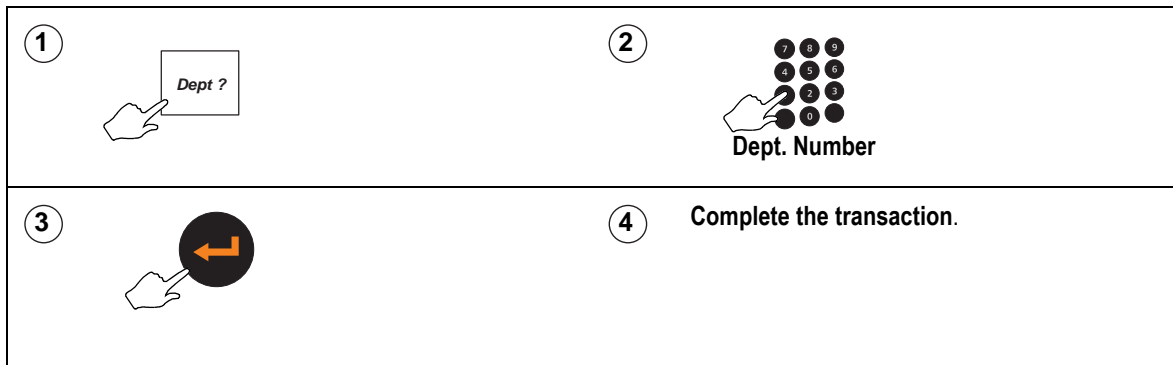 1
Dept ?
2
7 8 9
4 5 6
2 3
0
Dept. Number
3
4
Complete the transaction.